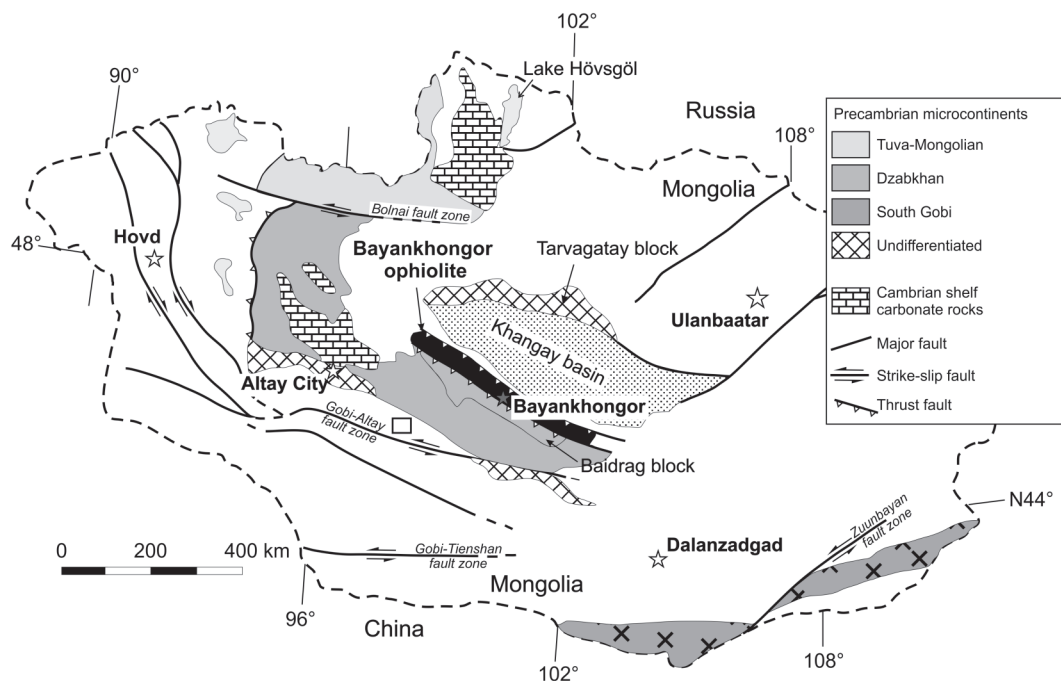 102°
Lake Hövsgöl
90°
Russia
108°
Mongolia
Bolnai fault zone
48°
Hovd
Bayankhongor
ophiolite
Tarvagatay block
Ulanbaatar
Khangay basin
Altay City
Bayankhongor
Gobi-Altay
fault zone
Baidrag block
N44°
Zuunbayan
fault zone
0 200 400 km
Gobi-Tienshan
fault zone
Dalanzadgad
Mongolia
96°
China
102°
108°
Precambrian microcontinents
Tuva-Mongolian
Dzabkhan
South Gobi
Undifferentiated
Cambrian shelf
carbonate rocks
Major fault
Strike-slip fault
Thrust fault